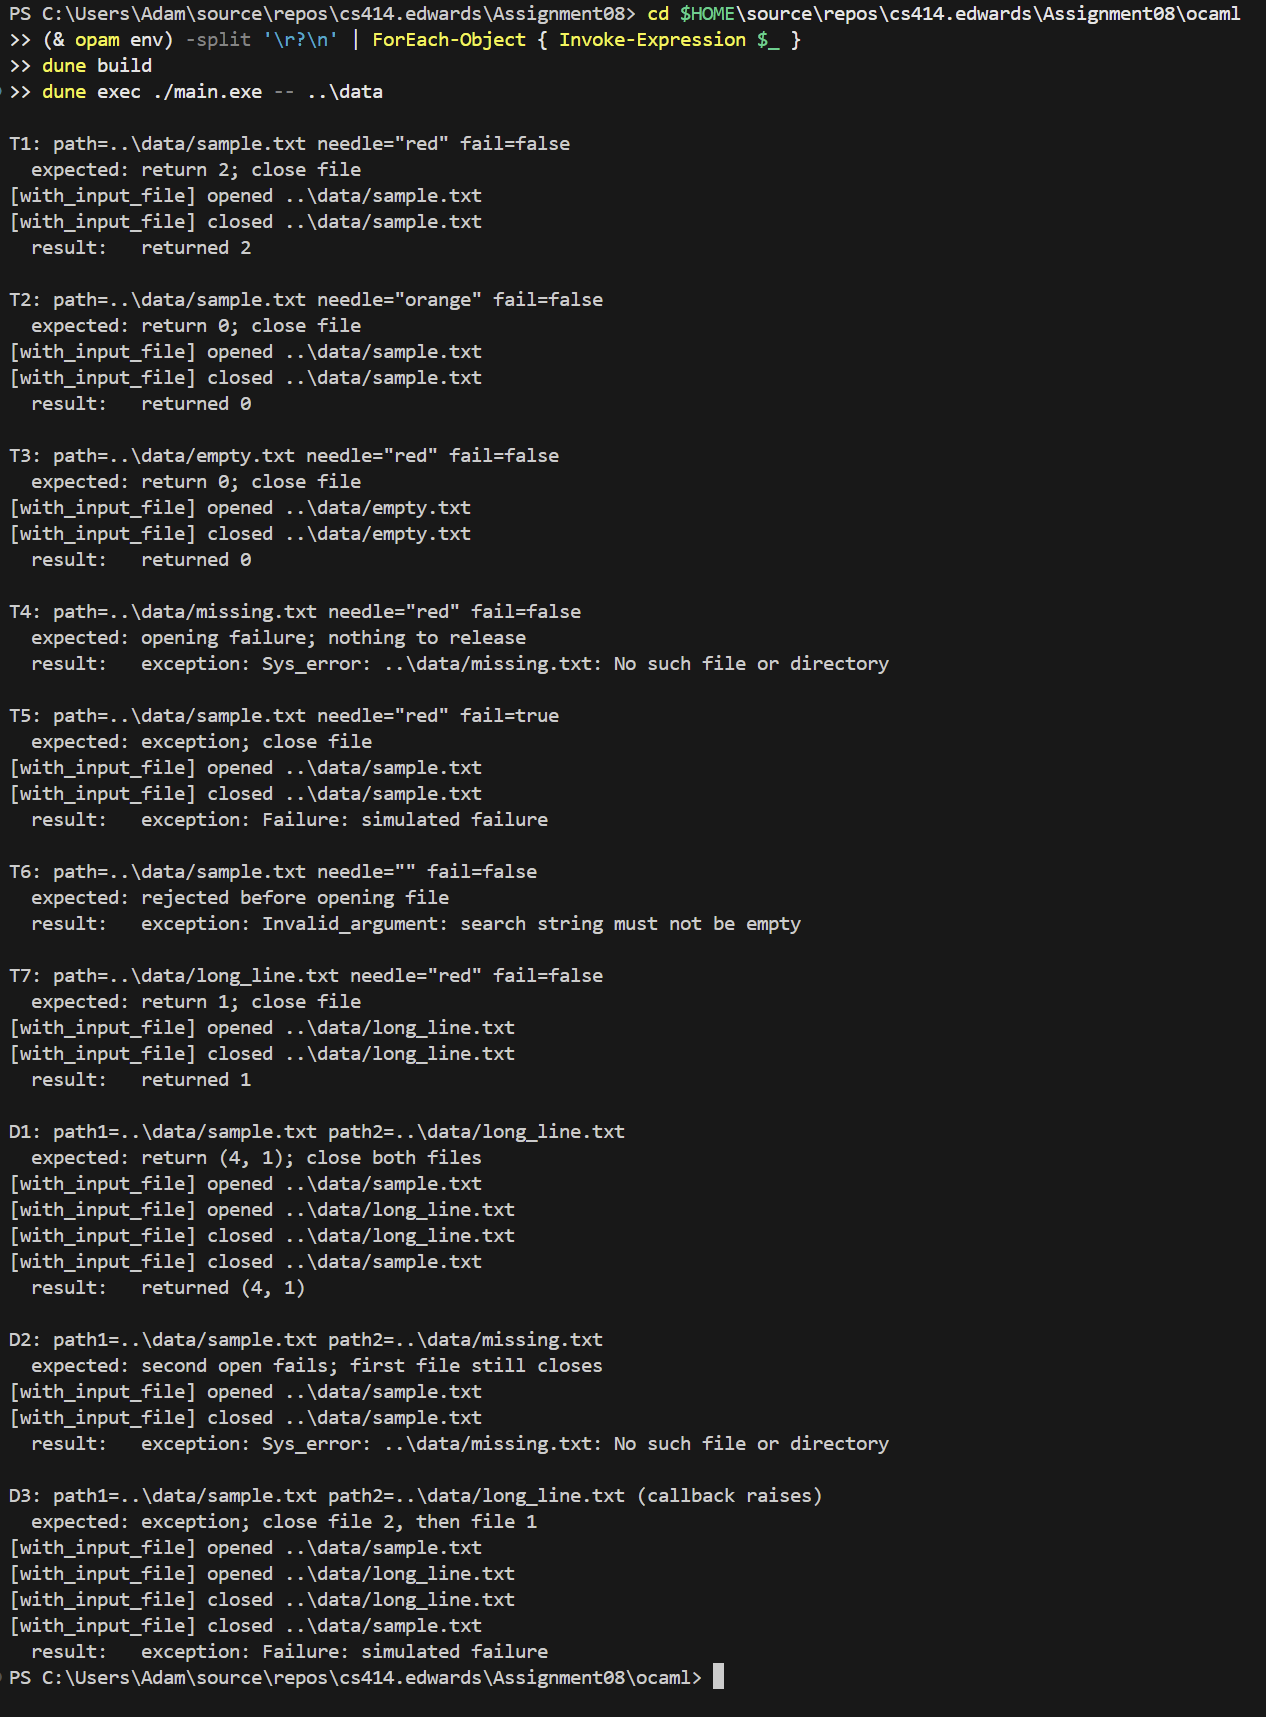 PS C:\Users\Adam\source\repos\cs414.edwards\Assignment08> cd $HOME\source\repos\cs414.edwards\Assignment08\ocaml
>> (& opam env) -split '\r?\n' | ForEach-Object { Invoke-Expression $_ }
>> dune build
>> dune exec ./main.exe -- ..\data

T1: path=..\data/sample.txt needle="red" fail=false
  expected: return 2; close file
[with_input_file] opened ..\data/sample.txt
[with_input_file] closed ..\data/sample.txt
  result:   returned 2

T2: path=..\data/sample.txt needle="orange" fail=false
  expected: return 0; close file
[with_input_file] opened ..\data/sample.txt
[with_input_file] closed ..\data/sample.txt
  result:   returned 0

T3: path=..\data/empty.txt needle="red" fail=false
  expected: return 0; close file
[with_input_file] opened ..\data/empty.txt
[with_input_file] closed ..\data/empty.txt
  result:   returned 0

T4: path=..\data/missing.txt needle="red" fail=false
  expected: opening failure; nothing to release
  result:   exception: Sys_error: ..\data/missing.txt: No such file or directory

T5: path=..\data/sample.txt needle="red" fail=true
  expected: exception; close file
[with_input_file] opened ..\data/sample.txt
[with_input_file] closed ..\data/sample.txt
  result:   exception: Failure: simulated failure

T6: path=..\data/sample.txt needle="" fail=false
  expected: rejected before opening file
  result:   exception: Invalid_argument: search string must not be empty

T7: path=..\data/long_line.txt needle="red" fail=false
  expected: return 1; close file
[with_input_file] opened ..\data/long_line.txt
[with_input_file] closed ..\data/long_line.txt
  result:   returned 1

D1: path1=..\data/sample.txt path2=..\data/long_line.txt
  expected: return (4, 1); close both files
[with_input_file] opened ..\data/sample.txt
[with_input_file] opened ..\data/long_line.txt
[with_input_file] closed ..\data/long_line.txt
[with_input_file] closed ..\data/sample.txt
  result:   returned (4, 1)

D2: path1=..\data/sample.txt path2=..\data/missing.txt
  expected: second open fails; first file still closes
[with_input_file] opened ..\data/sample.txt
[with_input_file] closed ..\data/sample.txt
  result:   exception: Sys_error: ..\data/missing.txt: No such file or directory

D3: path1=..\data/sample.txt path2=..\data/long_line.txt (callback raises)
  expected: exception; close file 2, then file 1
[with_input_file] opened ..\data/sample.txt
[with_input_file] opened ..\data/long_line.txt
[with_input_file] closed ..\data/long_line.txt
[with_input_file] closed ..\data/sample.txt
  result:   exception: Failure: simulated failure
PS C:\Users\Adam\source\repos\cs414.edwards\Assignment08\ocaml>